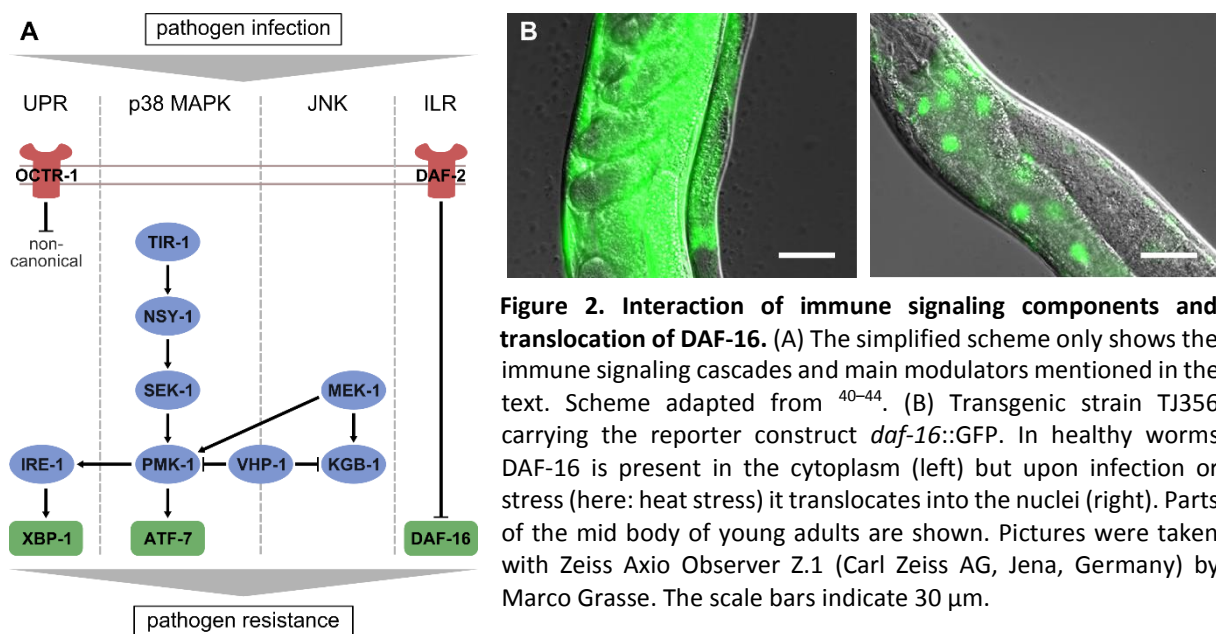 A
pathogen infection
UPR
p38 MAPK
JNK
ILR
OCTR-1
DAF-2
non-
canonical
TIR-1
NSY-1
SEK-1
MEK-1
IRE-1
PMK-1
VHP-1
KGB-1
XBP-1
ATF-7
DAF-16
pathogen resistance
B
Figure 2. Interaction of immune signaling components and
translocation of DAF-16. (A) The simplified scheme only shows the
immune signaling cascades and main modulators mentioned in the
text. Scheme adapted from 40–44. (B) Transgenic strain TJ356
carrying the reporter construct daf-16::GFP. In healthy worms
DAF-16 is present in the cytoplasm (left) but upon infection or
stress (here: heat stress) it translocates into the nuclei (right). Parts
of the mid body of young adults are shown. Pictures were taken
with Zeiss Axio Observer Z.1 (Carl Zeiss AG, Jena, Germany) by
Marco Grasse. The scale bars indicate 30 µm.